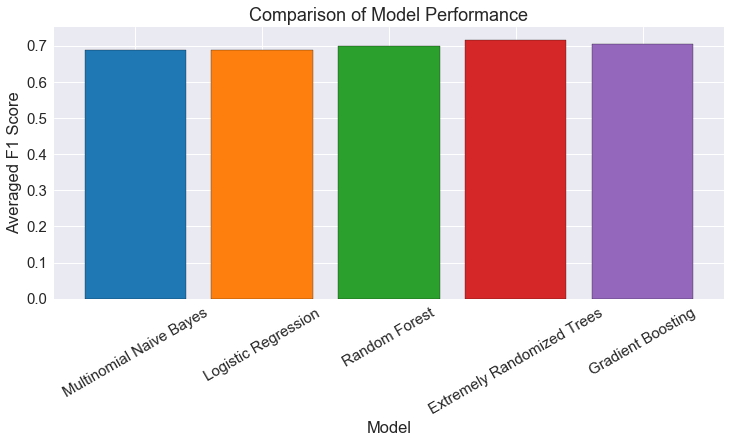 Comparison of Model Performance
Averaged F1 Score
0.7
0.6
0.5
0.4
0.3
0.2
0.1
0.0
Multinomial Naive Bayes
Logistic Regression
Random Forest
Extremely Randomized Trees
Gradient Boosting
Model